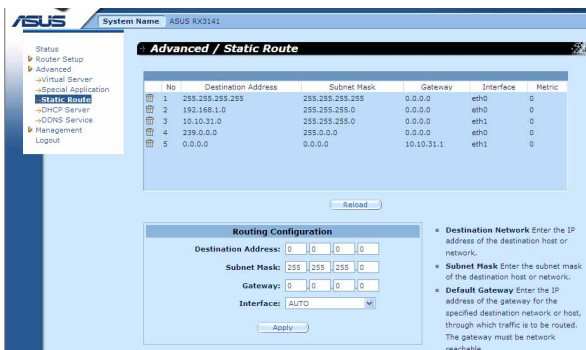 ASUS
System Name ASUS RX3141
Status
Router Setup
Advanced
→Virtual Server
→Special Application
→Static Route
→DHCP Server
→DDNS Service
Management
Logout
Advanced / Static Route
No Destination Address Subnet Mask Gateway Interface Metric
1 255.255.255.255 255.255.255.255 0.0.0.0 eth0 0
2 192.168.1.0 255.255.255.0 0.0.0.0 eth0 0
3 10.10.31.0 255.255.255.0 0.0.0.0 eth1 0
4 239.0.0.0 255.0.0.0 0.0.0.0 eth0 0
5 0.0.0.0 0.0.0.0 10.10.31.1 eth1 0
Reload
Routing Configuration
Destination Address: 0 .0 .0 .0
Subnet Mask: 255 .255 .255 .0
Gateway: 0 .0 .0 .0
Interface: AUTO
Apply
Destination Network Enter the IP
address of the destination host or
network.
Subnet Mask Enter the subnet mask
of the destination host or network.
Default Gateway Enter the IP
address of the gateway for the
specified destination network or host,
through which traffic is to be routed.
The gateway must be network
reachable